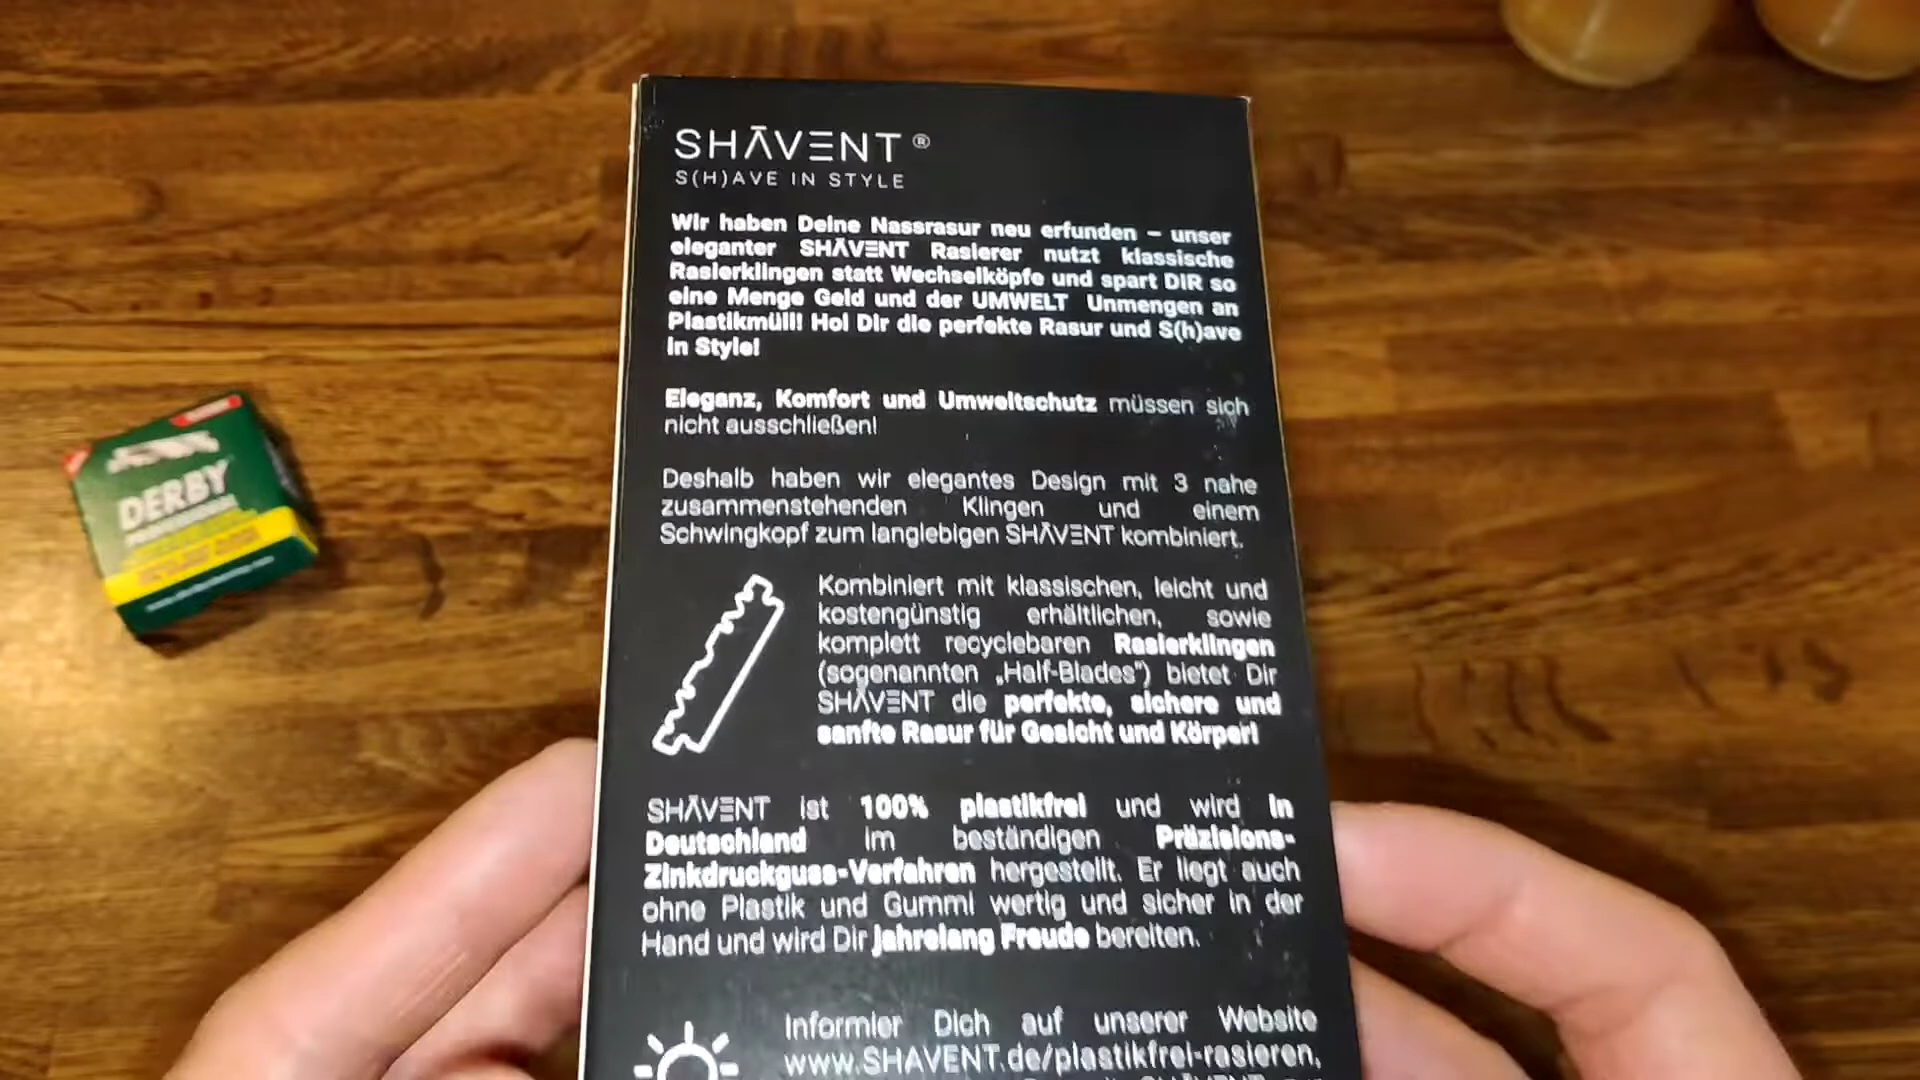 SHĀVENT®
S(H)AVE IN STYLE
Wir haben Deine Nassrasur neu erfunden – unser
eleganter SHĀVENT Rasierer nutzt klassische
Rasierklingen statt Wechselköpfe und spart DIR so
eine Menge Geld und der UMWELT Unmengen an
Plastikmüll! Hol Dir die perfekte Rasur und S(h)ave
in Style!
Eleganz, Komfort und Umweltschutz müssen sich
nicht ausschließen!
Deshalb haben wir elegantes Design mit 3 nahe
zusammenstehenden Klingen und einem
Schwingkopf zum langlebigen SHĀVENT kombiniert.
Kombiniert mit klassischen, leicht und
kostengünstig erhältlichen, sowie
komplett recyclebaren Rasierklingen
(sogenannten „Half-Blades") bietet Dir
SHĀVENT die perfekte, sichere und
sanfte Rasur für Gesicht und Körper!
SHĀVENT ist 100% plastikfrei und wird in
Deutschland im beständigen Präzisions-
Zinkdruckguss-Verfahren hergestellt. Er liegt auch
ohne Plastik und Gummi wertig und sicher in der
Hand und wird Dir jahrelang Freude bereiten.
Informier Dich auf unserer Website
www.SHAVENT.de/plastikfrei-rasieren,
DERBY
PROFESSIONAL